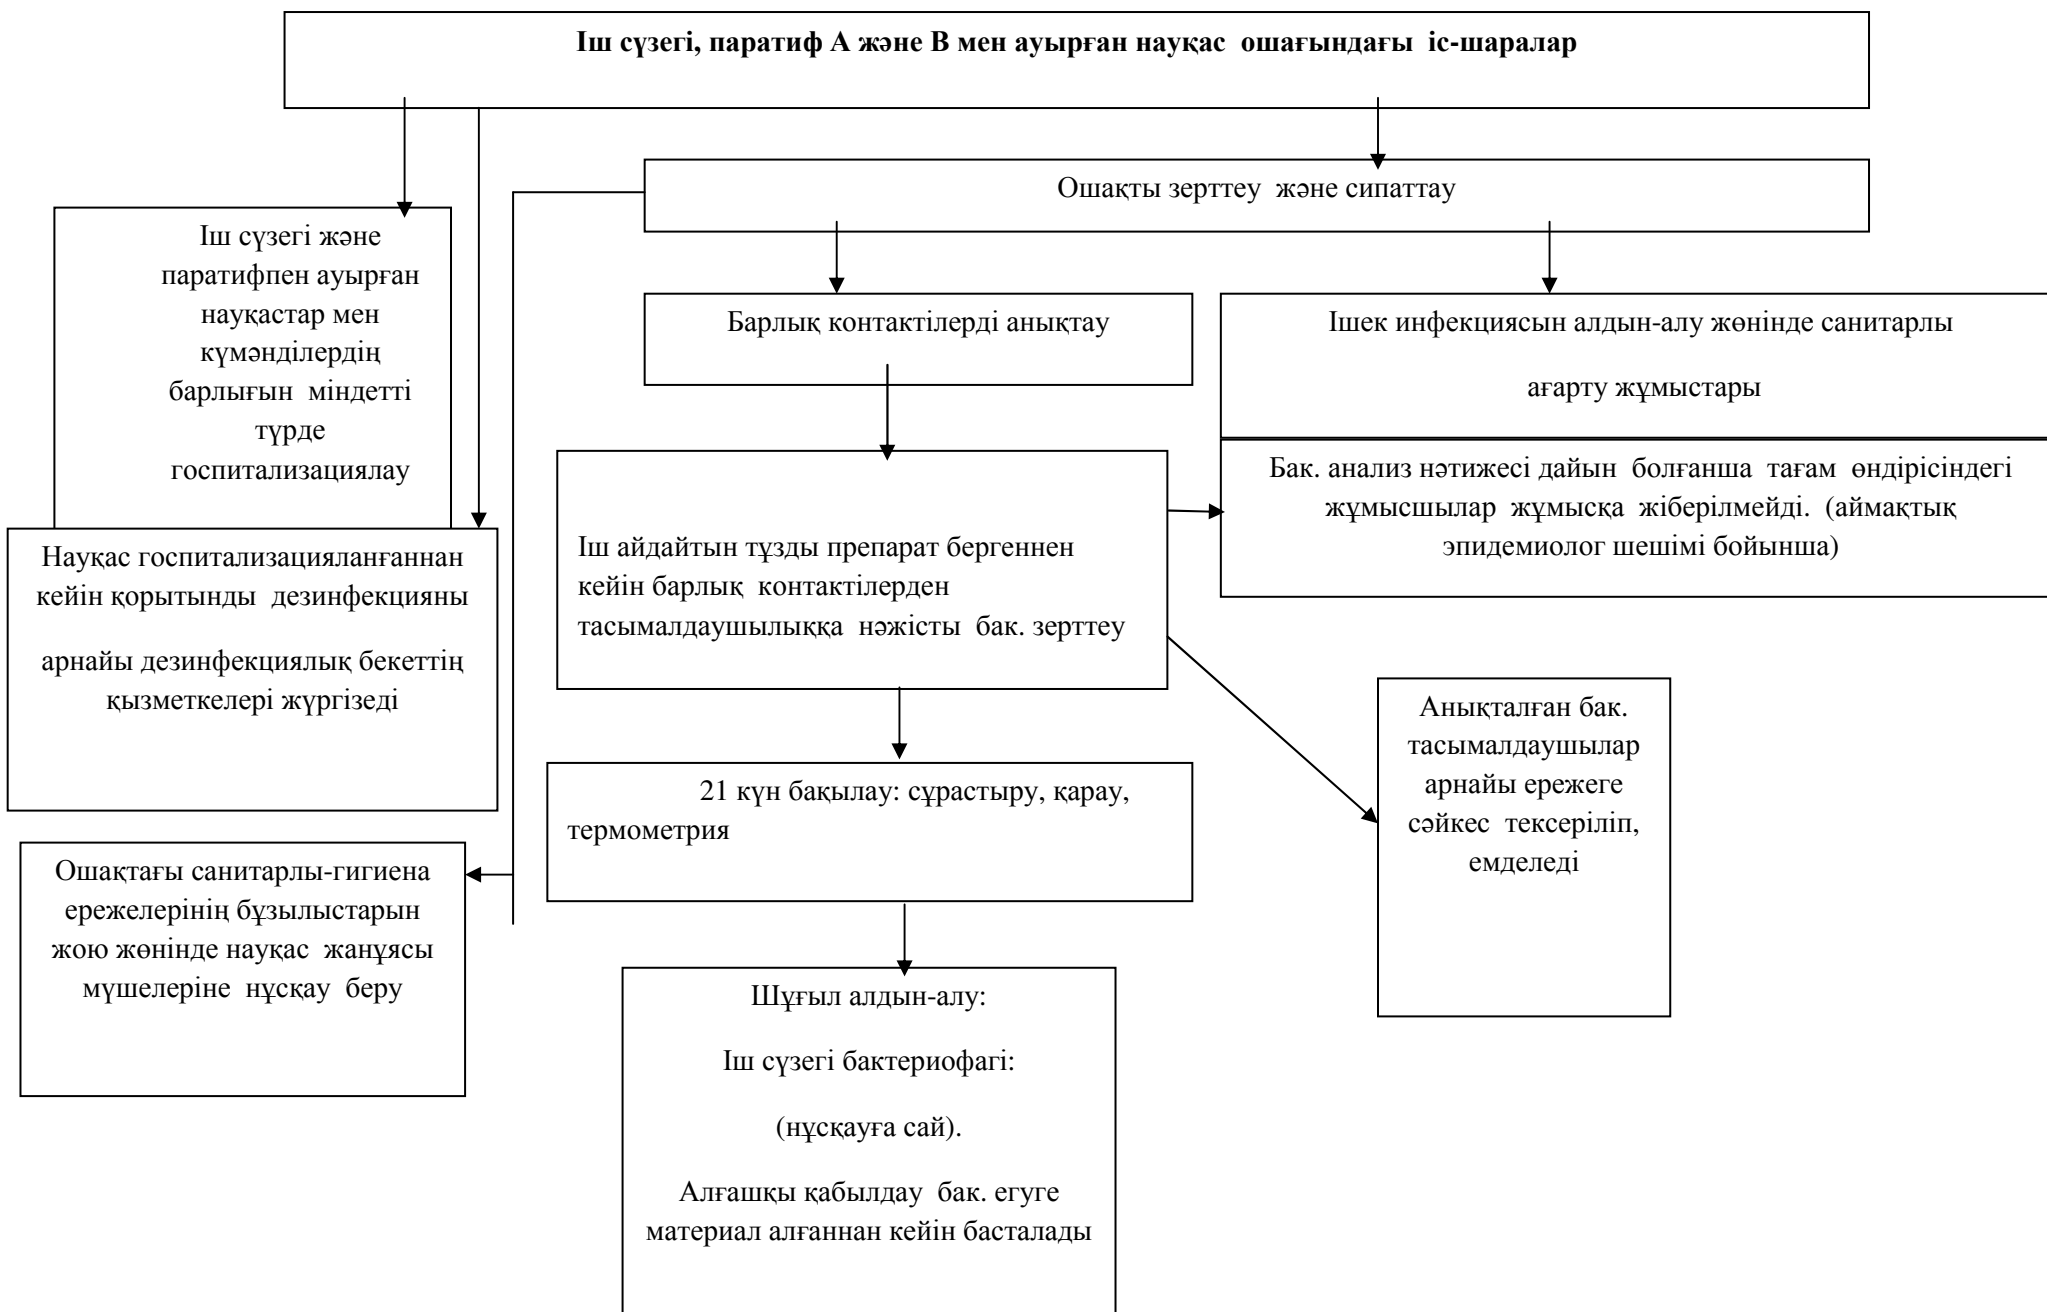 Іш сүзегі, паратиф А және В мен ауырған науқас ошағындағы іс-шаралар
Ошақты зерттеу және сипаттау
Іш сүзегі және
паратифпен ауырған
науқастар мен
күмәнділердің
барлығын міндетті
түрде
госпитализациялау
Барлық контактілерді анықтау
Ішек инфекциясын алдын-алу жөнінде санитарлы
ағарту жұмыстары
Бак. анализ нәтижесі дайын болғанша тағам өндірісіндегі
жұмысшылар жұмысқа жіберілмейді. (аймақтық
эпидемиолог шешімі бойынша)
Іш айдайтын тұзды препарат бергеннен
кейін барлық контактілерден
тасымалдаушылыққа нәжісты бак. зерттеу
Науқас госпитализацияланғаннан
кейін қорытынды дезинфекцияны
арнайы дезинфекциялық бекеттің
қызметкелері жүргізеді
Анықталған бак.
тасымалдаушылар
арнайы ережеге
сәйкес тексеріліп,
емделеді
21 күн бақылау: сұрастыру, қарау,
термометрия
Ошақтағы санитарлы-гигиена
ережелерінің бұзылыстарын
жою жөнінде науқас жанұясы
мүшелеріне нұсқау беру
Шұғыл алдын-алу:
Іш сүзегі бактериофагі:
(нұсқауға сай).
Алғашқы қабылдау бак. егуге
материал алғаннан кейін басталады